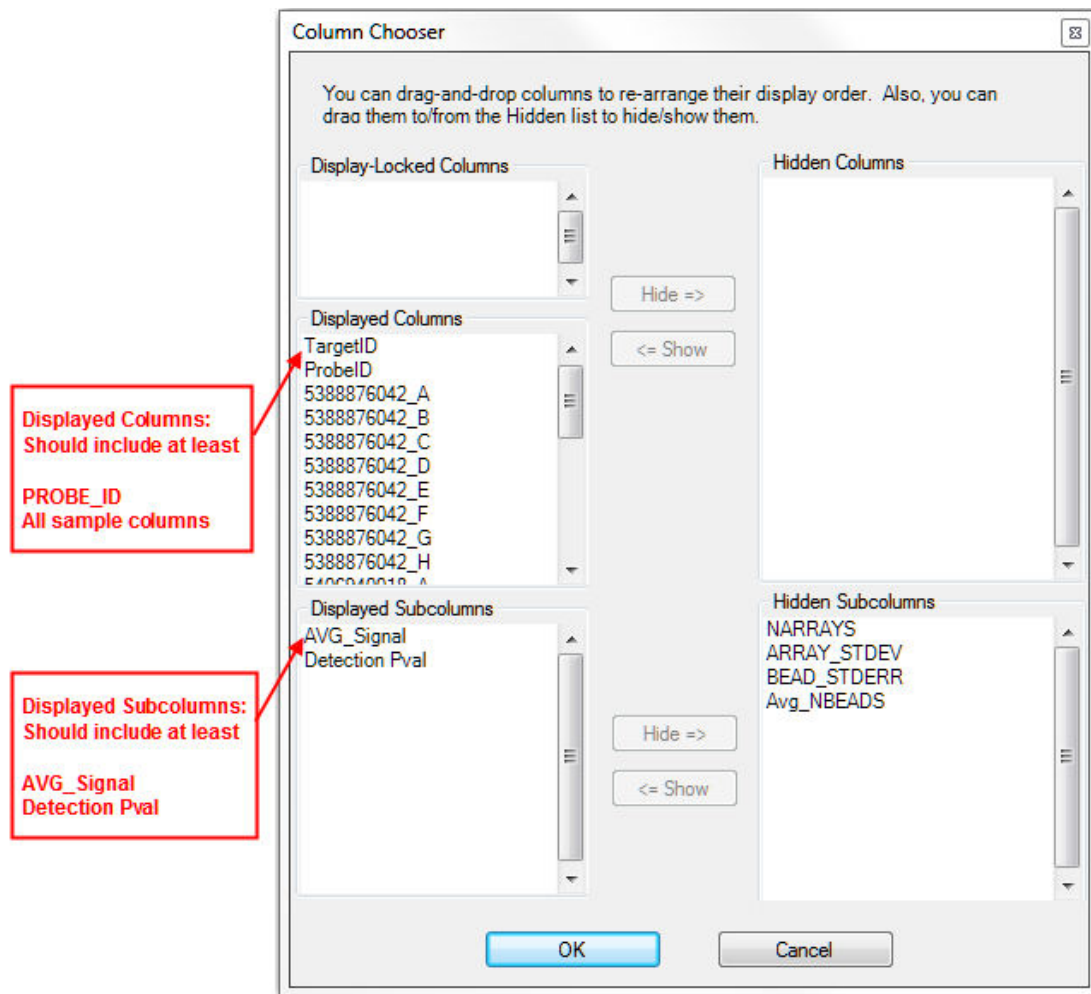 Column Chooser
You can drag-and-drop columns to re-arrange their display order. Also, you can
drag them to/from the Hidden list to hide/show them.
Display-Locked Columns
Hidden Columns
Hide =>
<= Show
Displayed Columns
TargetID
ProbeID
5388876042_A
5388876042_B
5388876042_C
5388876042_D
5388876042_E
5388876042_F
5388876042_G
5388876042_H
Displayed Columns:
Should include at least
PROBE_ID
All sample columns
Displayed Subcolumns
AVG_Signal
Detection Pval
Displayed Subcolumns:
Should include at least
AVG_Signal
Detection Pval
Hide =>
<= Show
Hidden Subcolumns
NARRAYS
ARRAY_STDEV
BEAD_STDERR
Avg_NBEADS
OK
Cancel